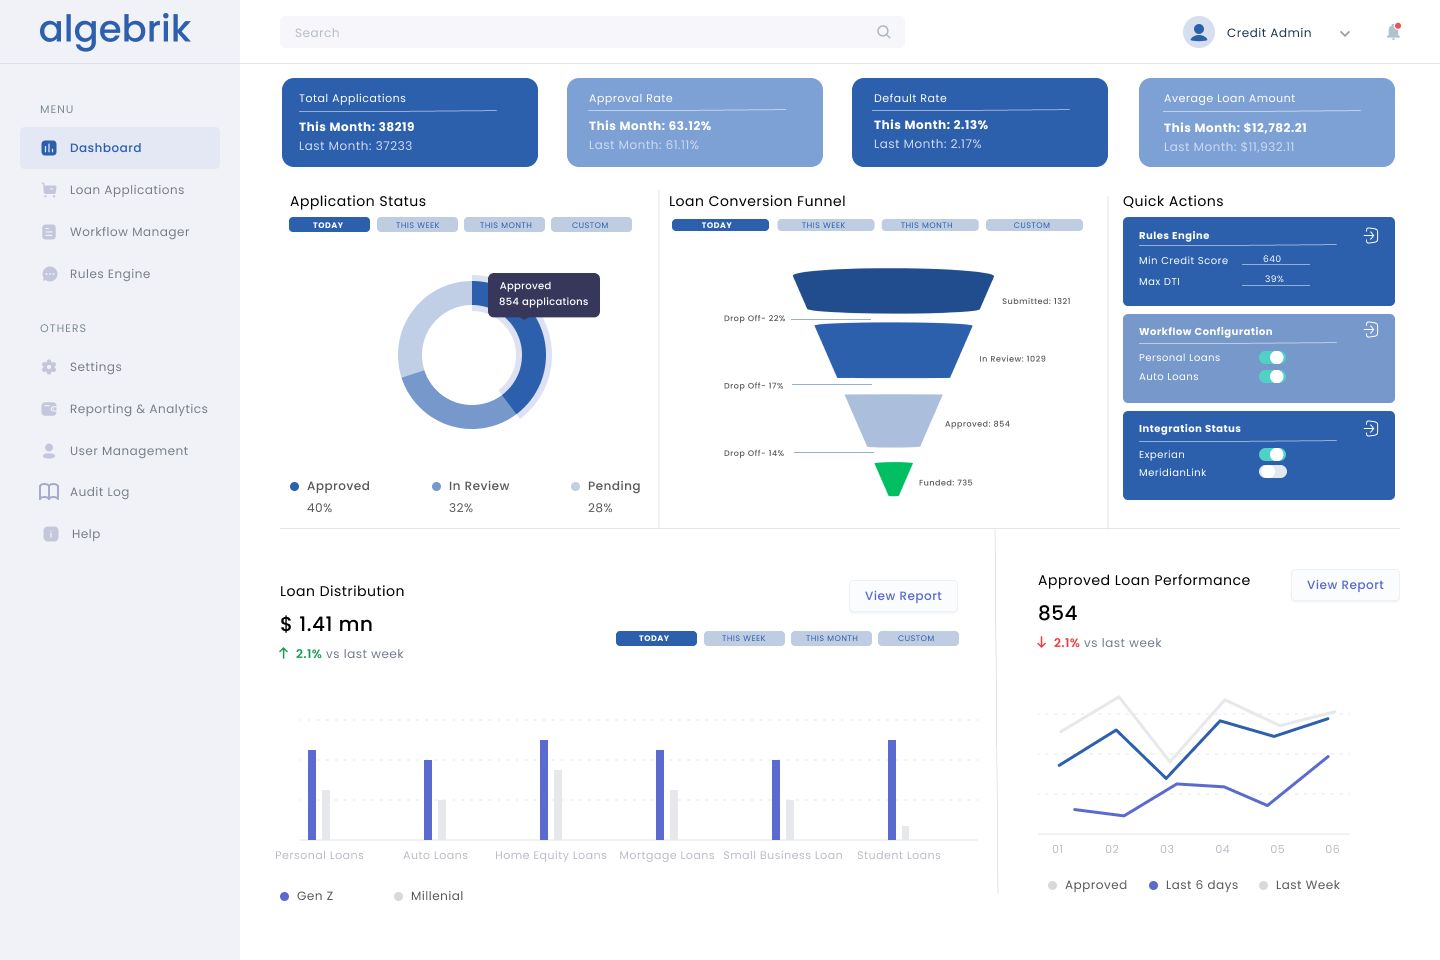 algebrik
Search
Credit Admin
MENU
Dashboard
Loan Applications
Workflow Manager
Rules Engine
OTHERS
Settings
Reporting & Analytics
User Management
Audit Log
Help
Total Applications
This Month: 38219
Last Month: 37233
Approval Rate
This Month: 63.12%
Last Month: 61.11%
Default Rate
This Month: 2.13%
Last Month: 2.17%
Average Loan Amount
This Month: $12,782.21
Last Month: $11,932.11
Application Status
TODAY THIS WEEK THIS MONTH CUSTOM
Approved
854 applications
Approved In Review Pending
40% 32% 28%
Loan Conversion Funnel
TODAY THIS WEEK THIS MONTH CUSTOM
Submitted: 1321
Drop Off- 22%
In Review: 1029
Drop Off- 17%
Approved: 854
Drop Off- 14%
Funded: 735
Quick Actions
Rules Engine
Min Credit Score 640
Max DTI 39%
Workflow Configuration
Personal Loans
Auto Loans
Integration Status
Experian
MeridianLink
Loan Distribution
View Report
$ 1.41 mn
2.1% vs last week
TODAY THIS WEEK THIS MONTH CUSTOM
Personal Loans Auto Loans Home Equity Loans Mortgage Loans Small Business Loan Student Loans
Gen Z Millenial
Approved Loan Performance
View Report
854
2.1% vs last week
01 02 03 04 05 06
Approved Last 6 days Last Week